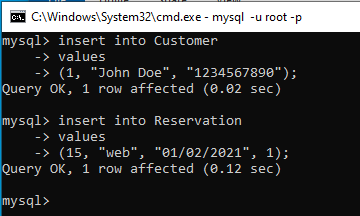 C:\Windows\System32\cmd.exe - mysql -u root -p
mysql> insert into Customer
-> values
-> (1, "John Doe", "1234567890");
Query OK, 1 row affected (0.02 sec)
mysql> insert into Reservation
-> values
-> (15, "web", "01/02/2021", 1);
Query OK, 1 row affected (0.12 sec)
mysql>